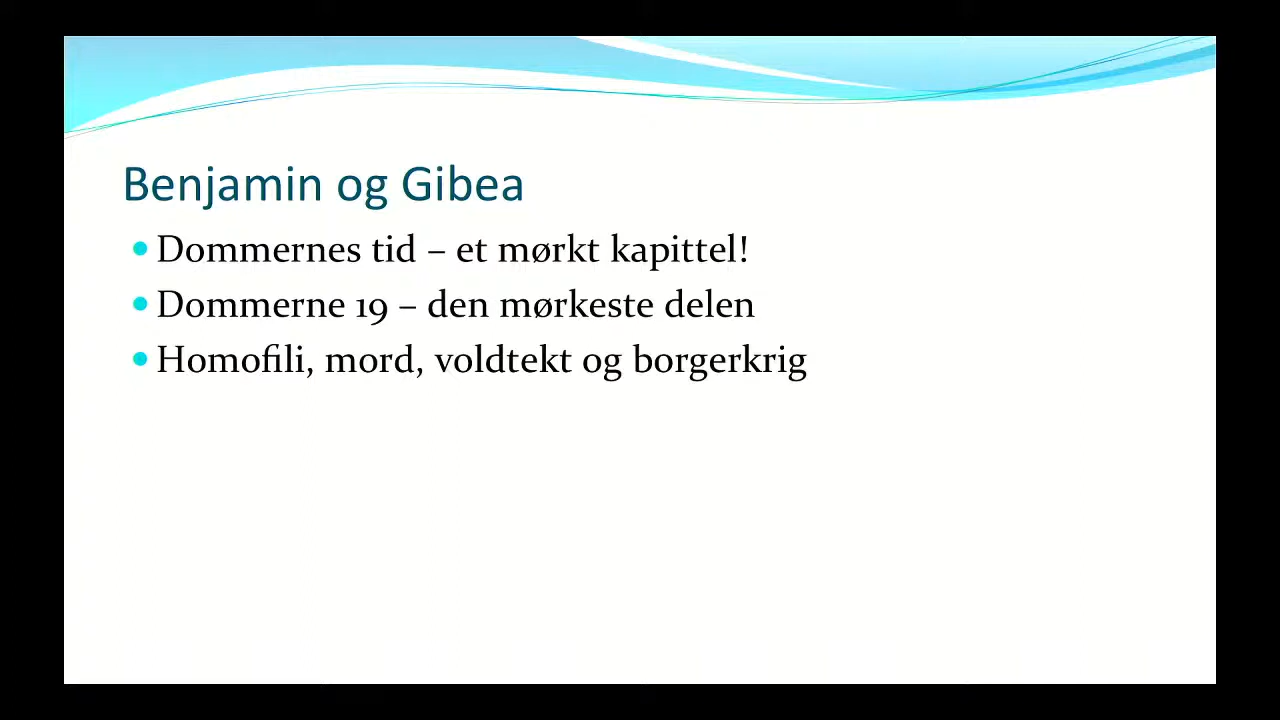 Benjamin og Gibea
Dommernes tid – et mørkt kapittel!
Dommerne 19 – den mørkeste delen
Homofili, mord, voldtekt og borgerkrig